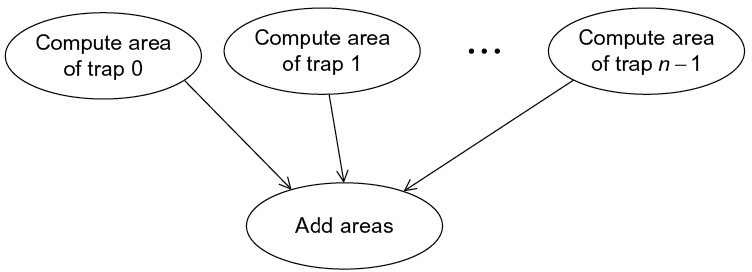 Compute area
of trap 0
Compute area
of trap 1
...
Compute area
of trap n – 1
Add areas